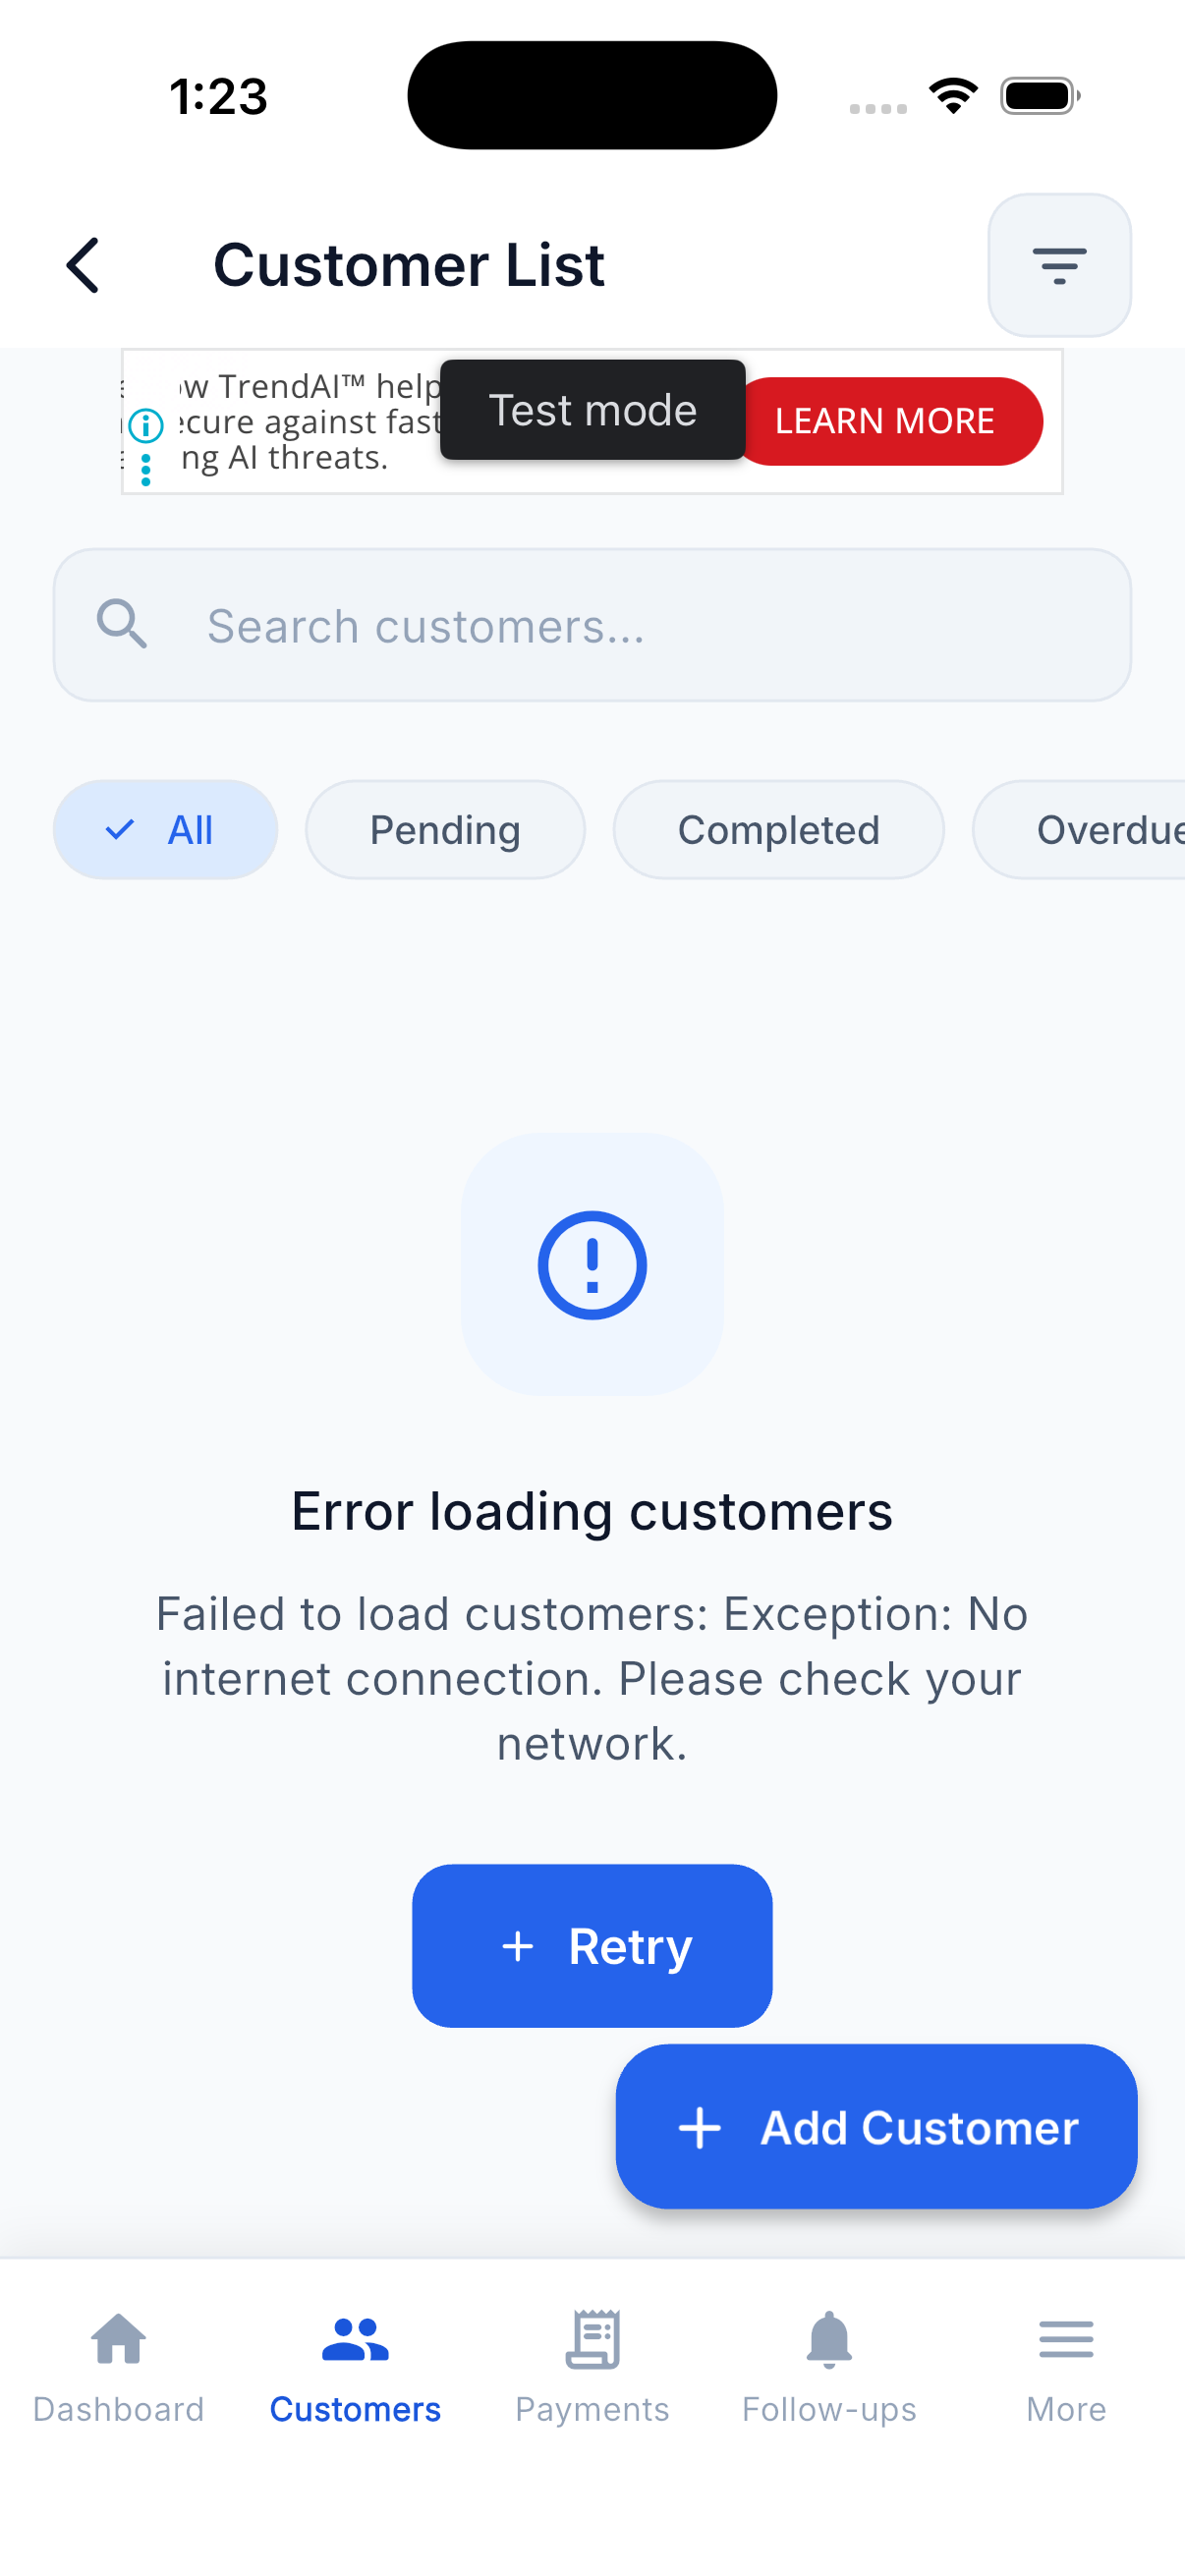 1:23
Customer List
ow TrendAI™ help
ecure against fast
ng AI threats.
Test mode
LEARN MORE
Search customers...
All
Pending
Completed
Overdue
Error loading customers
Failed to load customers: Exception: No
internet connection. Please check your
network.
Retry
Add Customer
Dashboard
Customers
Payments
Follow-ups
More